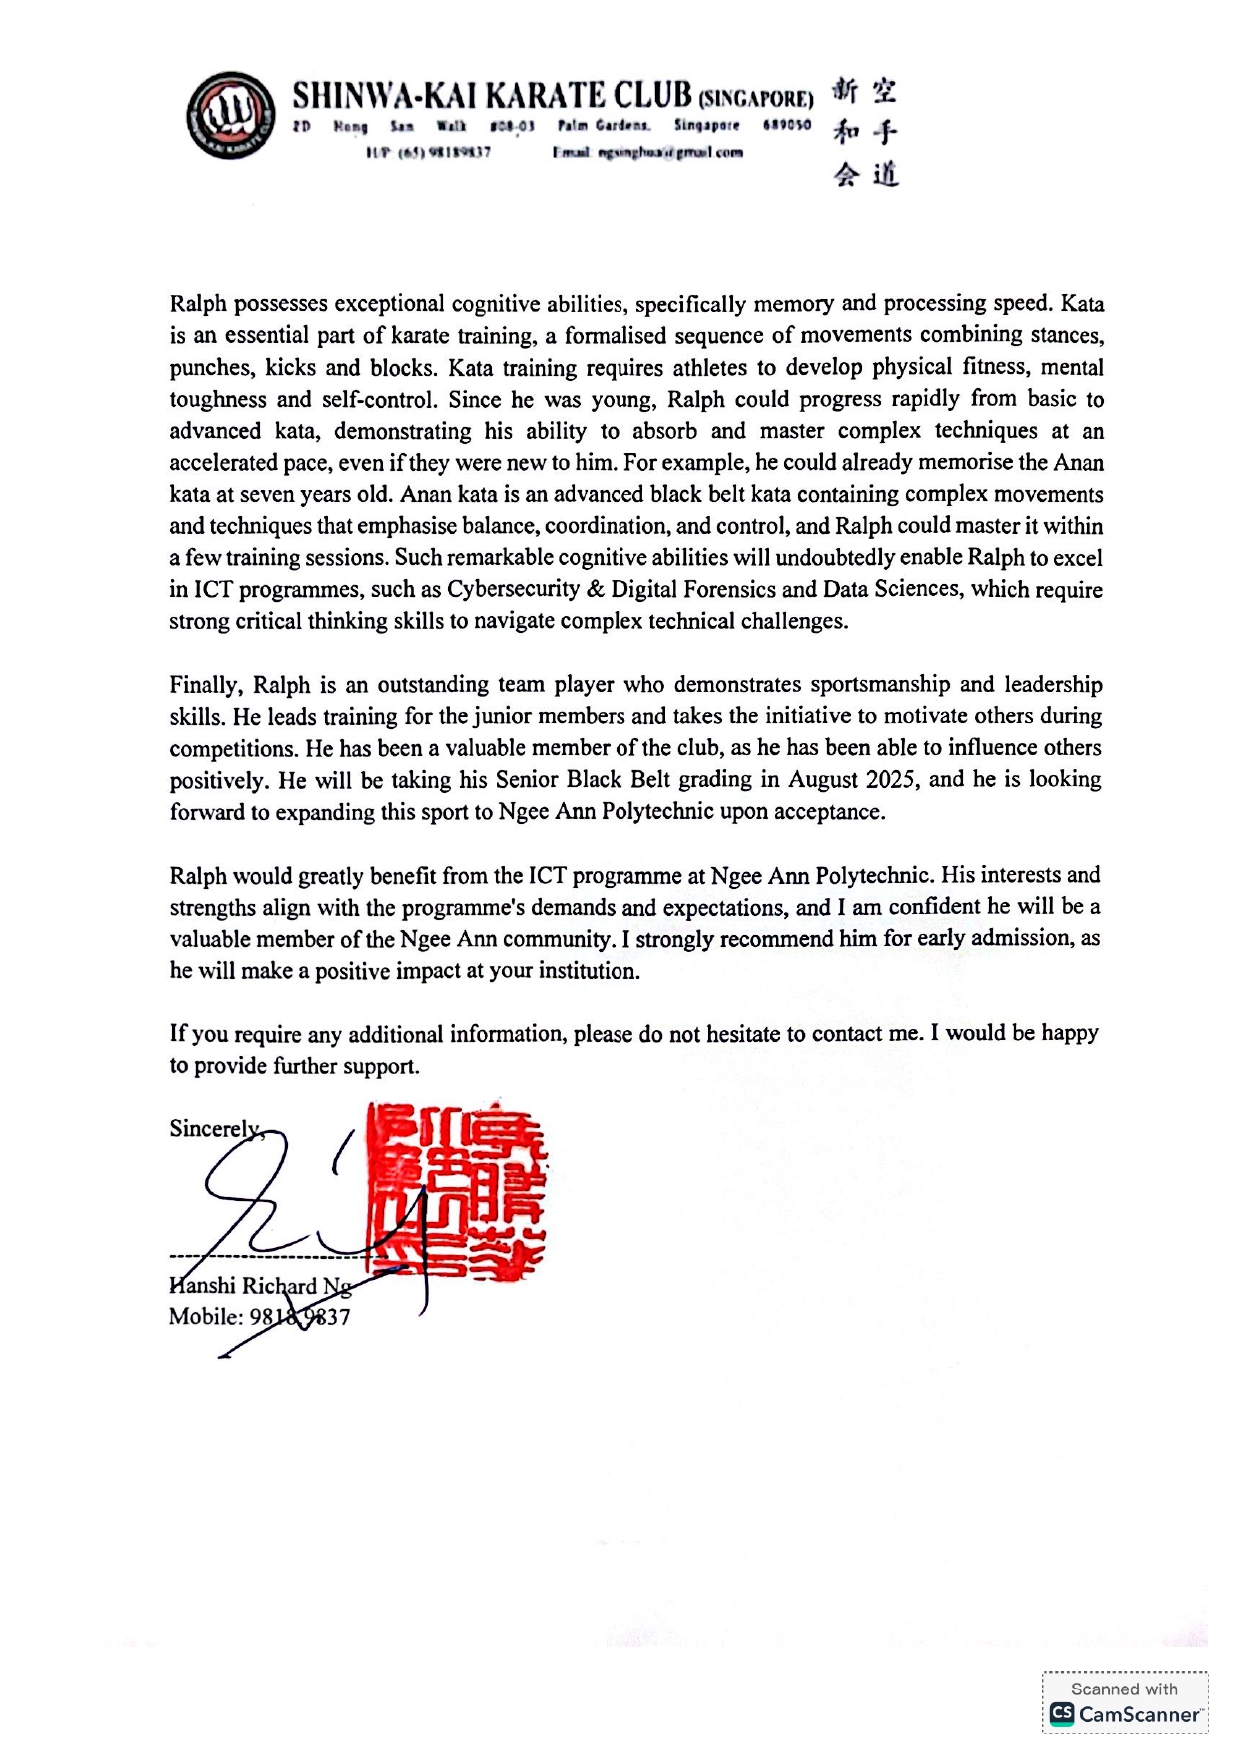 SHINWA-KAI KARATE CLUB (SINGAPORE)
2D Hong San Walk #08-03 Palm Gardens. Singapore 689050
H/P (65) 98189837 Email: ngsinghua@gmail.com
新 空
和 手
会 道
Ralph possesses exceptional cognitive abilities, specifically memory and processing speed. Kata
is an essential part of karate training, a formalised sequence of movements combining stances,
punches, kicks and blocks. Kata training requires athletes to develop physical fitness, mental
toughness and self-control. Since he was young, Ralph could progress rapidly from basic to
advanced kata, demonstrating his ability to absorb and master complex techniques at an
accelerated pace, even if they were new to him. For example, he could already memorise the Anan
kata at seven years old. Anan kata is an advanced black belt kata containing complex movements
and techniques that emphasise balance, coordination, and control, and Ralph could master it within
a few training sessions. Such remarkable cognitive abilities will undoubtedly enable Ralph to excel
in ICT programmes, such as Cybersecurity & Digital Forensics and Data Sciences, which require
strong critical thinking skills to navigate complex technical challenges.
Finally, Ralph is an outstanding team player who demonstrates sportsmanship and leadership
skills. He leads training for the junior members and takes the initiative to motivate others during
competitions. He has been a valuable member of the club, as he has been able to influence others
positively. He will be taking his Senior Black Belt grading in August 2025, and he is looking
forward to expanding this sport to Ngee Ann Polytechnic upon acceptance.
Ralph would greatly benefit from the ICT programme at Ngee Ann Polytechnic. His interests and
strengths align with the programme's demands and expectations, and I am confident he will be a
valuable member of the Ngee Ann community. I strongly recommend him for early admission, as
he will make a positive impact at your institution.
If you require any additional information, please do not hesitate to contact me. I would be happy
to provide further support.
Sincerely,
Hanshi Richard Ng
Mobile: 9818 9837
Scanned with
CS CamScanner